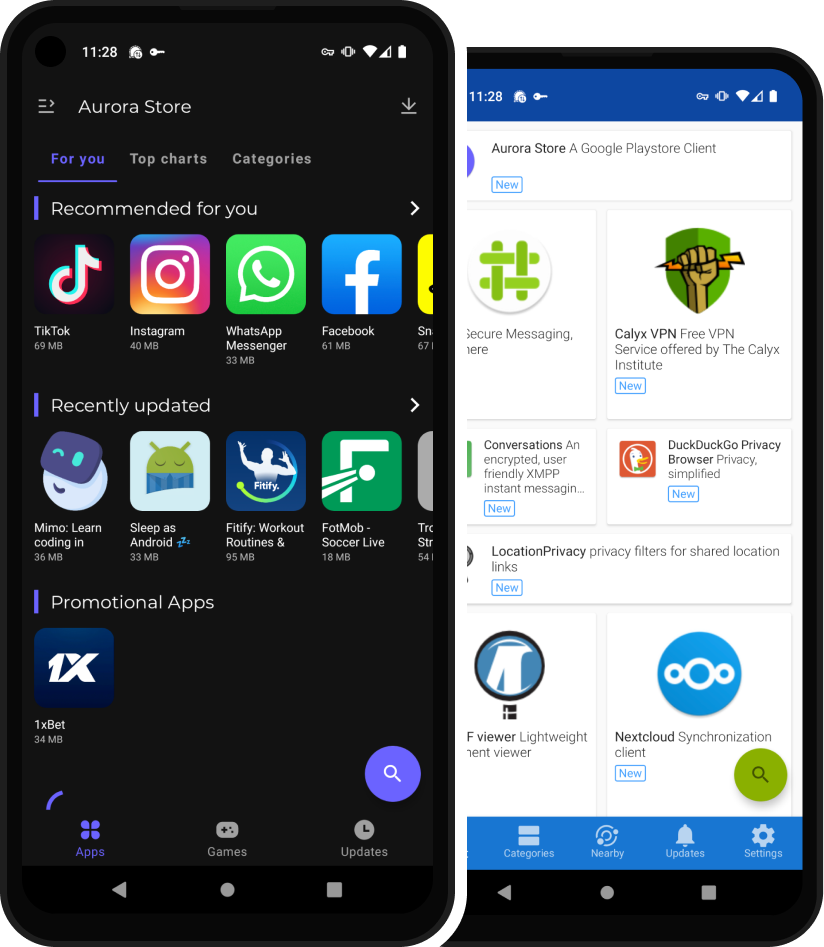 11:28
Aurora Store
For you
Top charts
Categories
Recommended for you
TikTok
69 MB
Instagram
40 MB
WhatsApp
Messenger
33 MB
Facebook
61 MB
Sna
67
Recently updated
Mimo: Learn
coding in
36 MB
Sleep as
Android 💤
33 MB
Fitify.
Fitify: Workout
Routines &
95 MB
FotMob -
Soccer Live
18 MB
Tro
Str
54
Promotional Apps
1X
1xBet
34 MB
Apps
Games
Updates
11:28
Aurora Store A Google Playstore Client
New
Secure Messaging,
here
Calyx VPN Free VPN
Service offered by The Calyx
Institute
New
Conversations An
encrypted, user
friendly XMPP
instant messagin...
New
DuckDuckGo Privacy
Browser Privacy,
simplified
New
LocationPrivacy privacy filters for shared location
links
New
F viewer Lightweight
ment viewer
Nextcloud Synchronization
client
New
Categories
Nearby
Updates
Settings